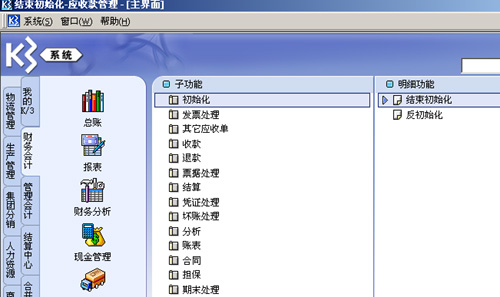 结束初始化-应收款管理-[主界面]
系统(S) 窗口(W) 帮助(H)
K3 系统
我的K/3
物流管理
财务会计
生产管理
管理会计
集团分销
结算中心
人力资源
总账
报表
财务分析
现金管理
子功能
初始化
发票处理
其它应收单
收款
退款
票据处理
结算
凭证处理
坏账处理
分析
账表
合同
担保
期末处理
明细功能
结束初始化
反初始化